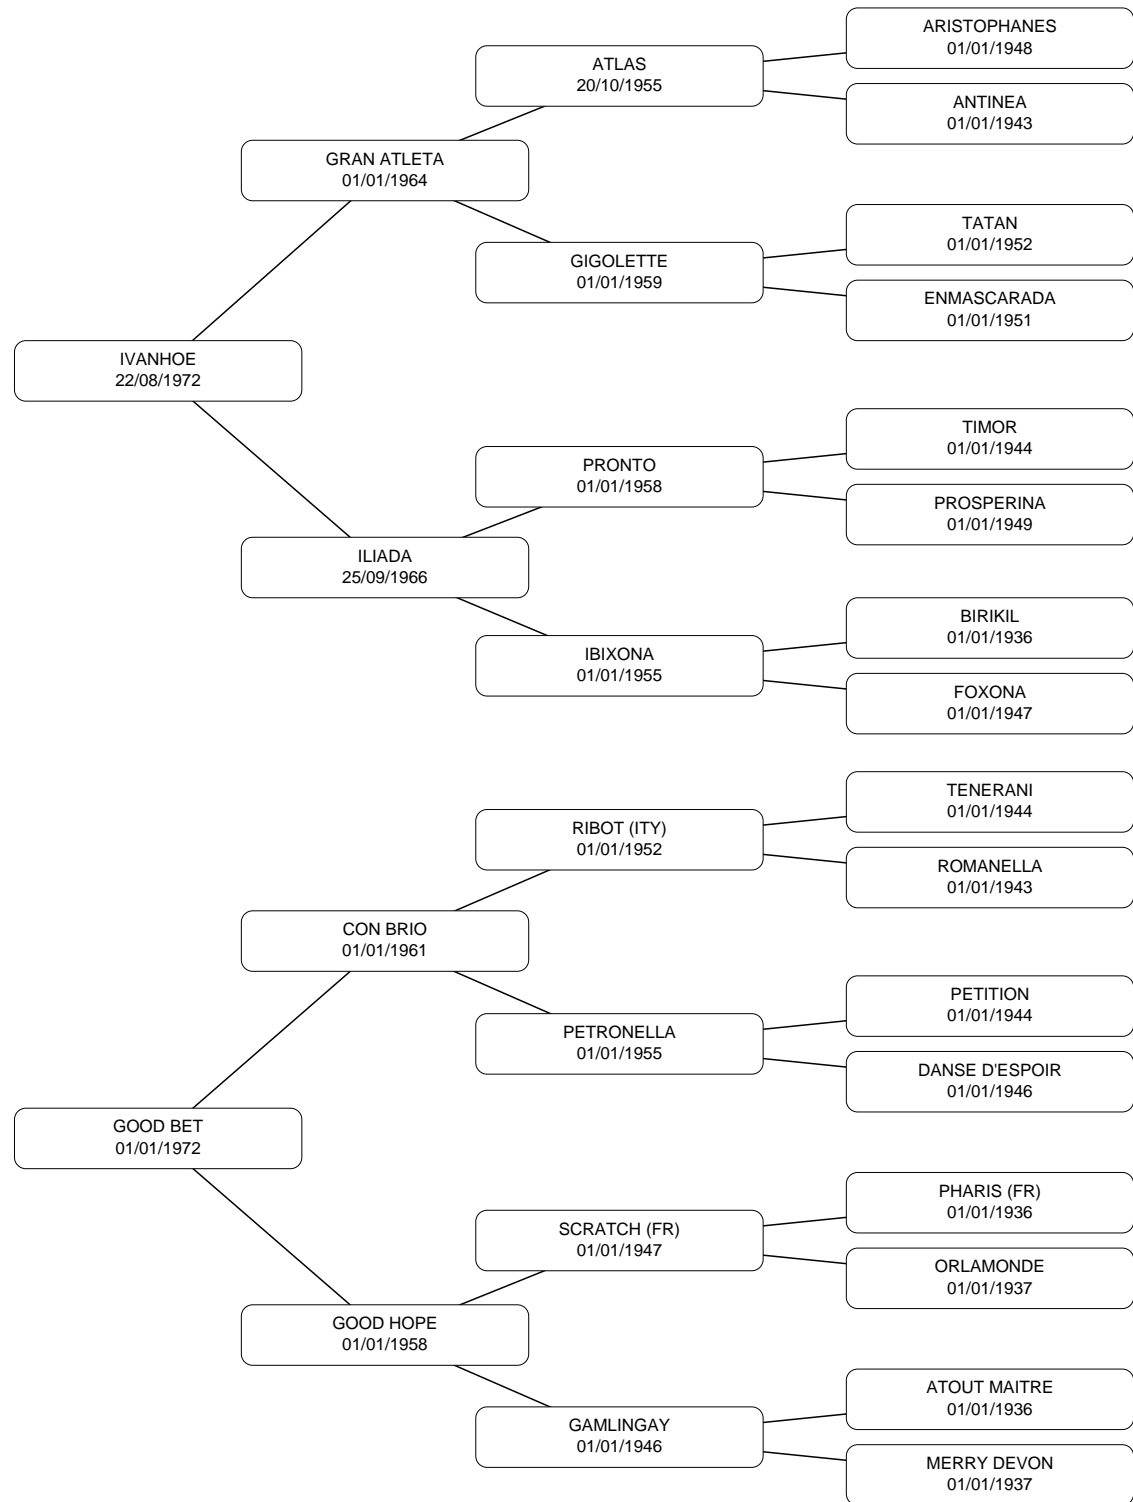 ARISTOPHANES
01/01/1948
ATLAS
20/10/1955
ANTINEA
01/01/1943
GRAN ATLETA
01/01/1964
TATAN
01/01/1952
GIGOLETTE
01/01/1959
ENMASCARADA
01/01/1951
IVANHOE
22/08/1972
TIMOR
01/01/1944
PRONTO
01/01/1958
PROSPERINA
01/01/1949
ILIADA
25/09/1966
BIRIKIL
01/01/1936
IBIXONA
01/01/1955
FOXONA
01/01/1947
TENERANI
01/01/1944
RIBOT (ITY)
01/01/1952
ROMANELLA
01/01/1943
CON BRIO
01/01/1961
PETITION
01/01/1944
PETRONELLA
01/01/1955
DANSE D'ESPOIR
01/01/1946
GOOD BET
01/01/1972
PHARIS (FR)
01/01/1936
SCRATCH (FR)
01/01/1947
ORLAMONDE
01/01/1937
GOOD HOPE
01/01/1958
ATOUT MAITRE
01/01/1936
GAMLINGAY
01/01/1946
MERRY DEVON
01/01/1937